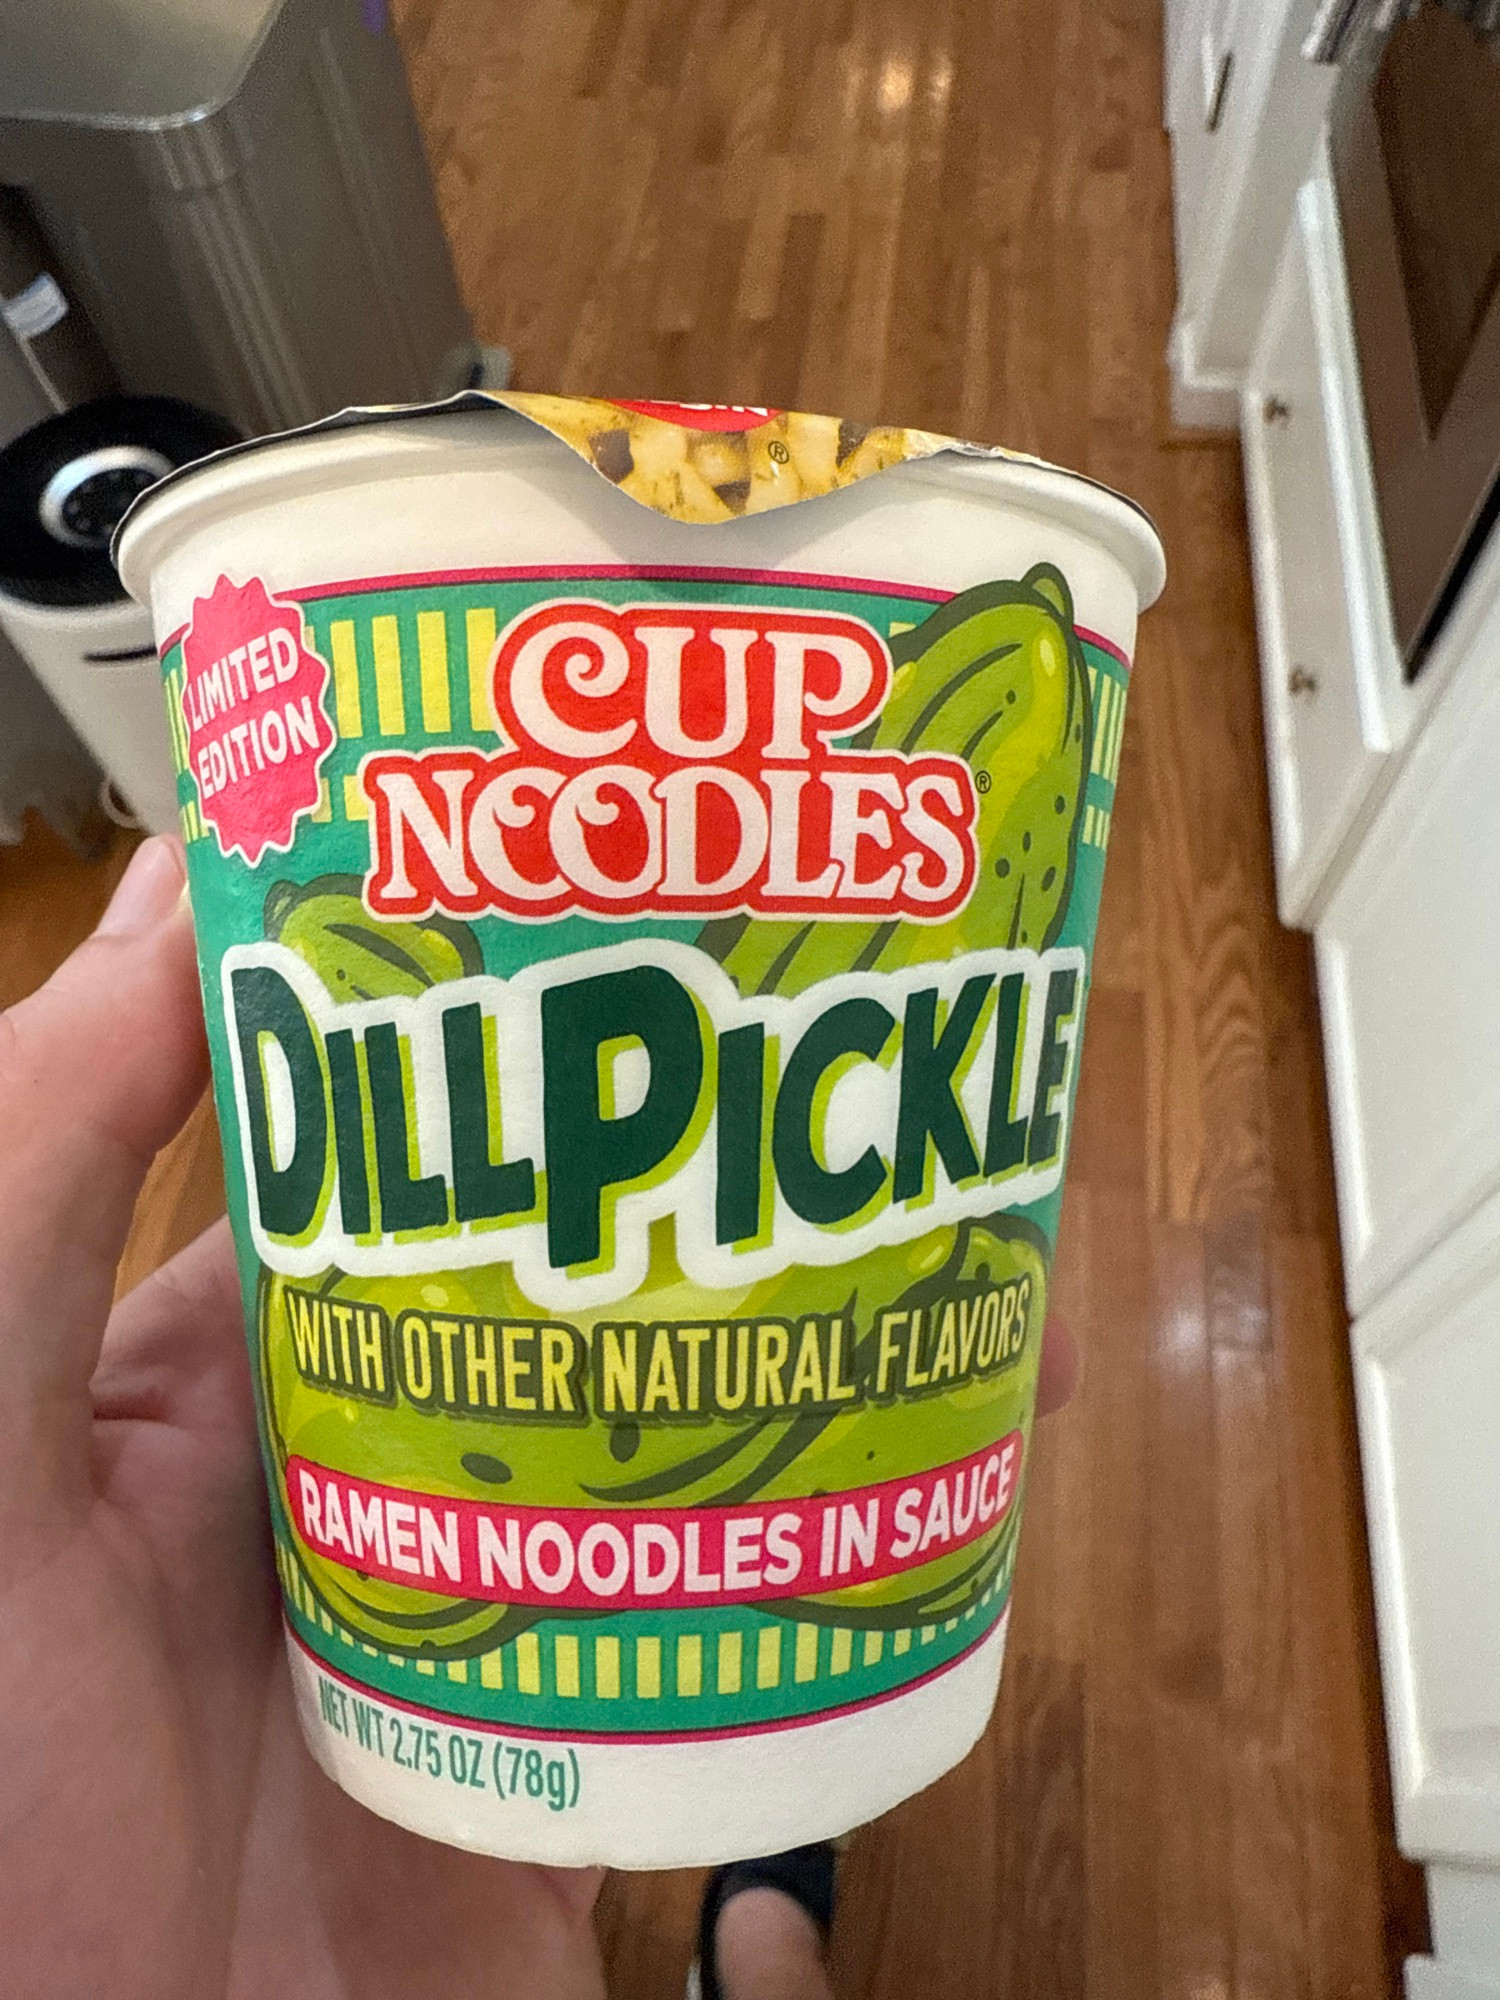 LIMITED
EDITION
CUP
NOODLES®
DILL PICKLE
WITH OTHER NATURAL FLAVORS
RAMEN NOODLES IN SAUCE
NET WT 2.75 OZ (78g)